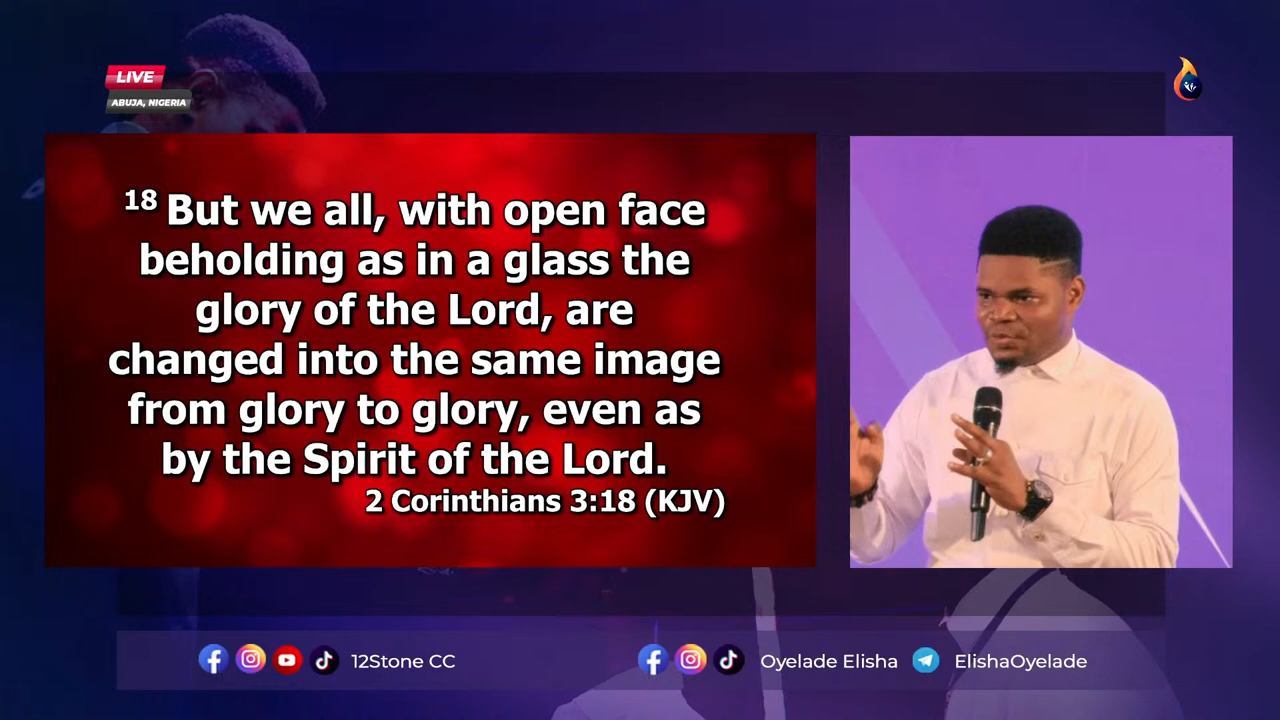 LIVE
ABUJA, NIGERIA
18 But we all, with open face
beholding as in a glass the
glory of the Lord, are
changed into the same image
from glory to glory, even as
by the Spirit of the Lord.
2 Corinthians 3:18 (KJV)
12Stone CC
Oyelade Elisha
ElishaOyelade